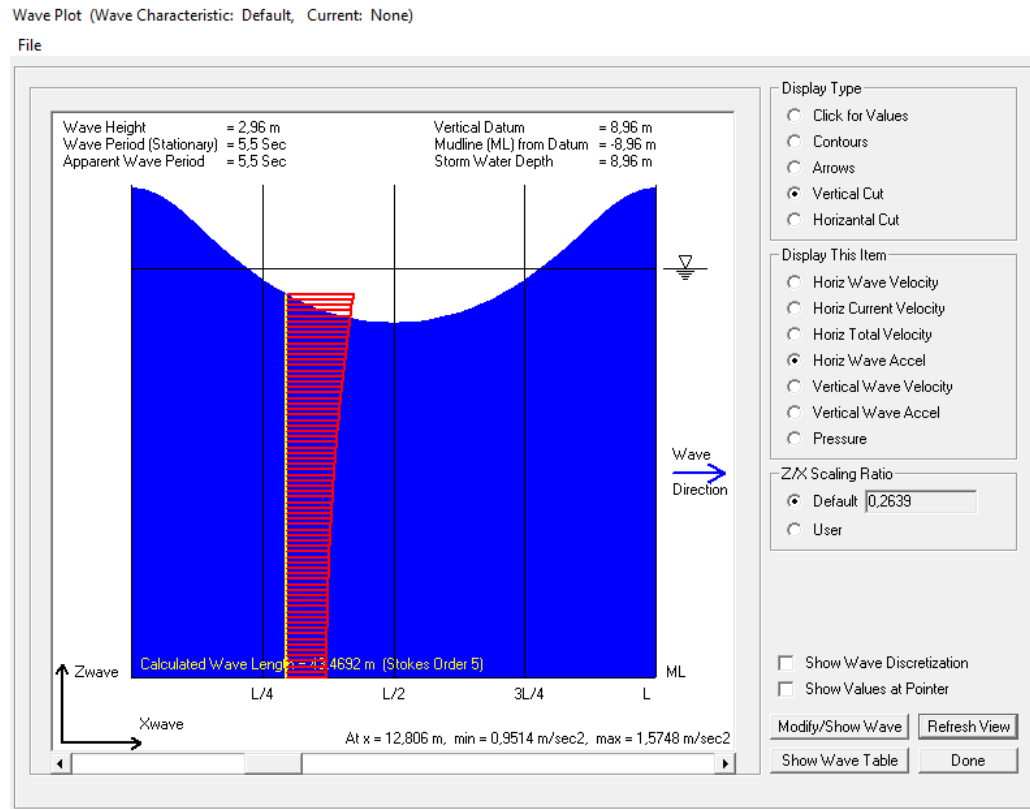 Wave Plot (Wave Characteristic: Default, Current: None)
File
Wave Height = 2,96 m
Wave Period (Stationary) = 5,5 Sec
Apparent Wave Period = 5,5 Sec
Vertical Datum = 8,96 m
Mudline (ML) from Datum = -8,96 m
Storm Water Depth = 8,96 m
Wave
Direction
Calculated Wave Length = 43,4692 m (Stokes Order 5)
ML
Zwave
L/4
L/2
3L/4
L
Xwave
At x = 12,806 m, min = 0,9514 m/sec2, max = 1,5748 m/sec2
Display Type
Click for Values
Contours
Arrows
Vertical Cut
Horizantal Cut
Display This Item
Horiz Wave Velocity
Horiz Current Velocity
Horiz Total Velocity
Horiz Wave Accel
Vertical Wave Velocity
Vertical Wave Accel
Pressure
Z/X Scaling Ratio
Default 0,2639
User
Show Wave Discretization
Show Values at Pointer
Modify/Show Wave
Refresh View
Show Wave Table
Done